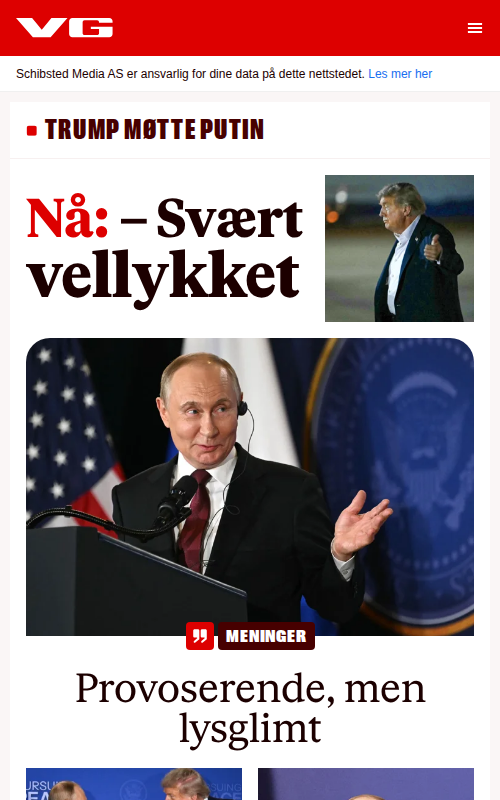 VG
Schibsted Media AS er ansvarlig for dine data på dette nettstedet. Les mer her
TRUMP MØTTE PUTIN
Nå: – Svært
vellykket
MENINGER
Provoserende, men
lysglimt